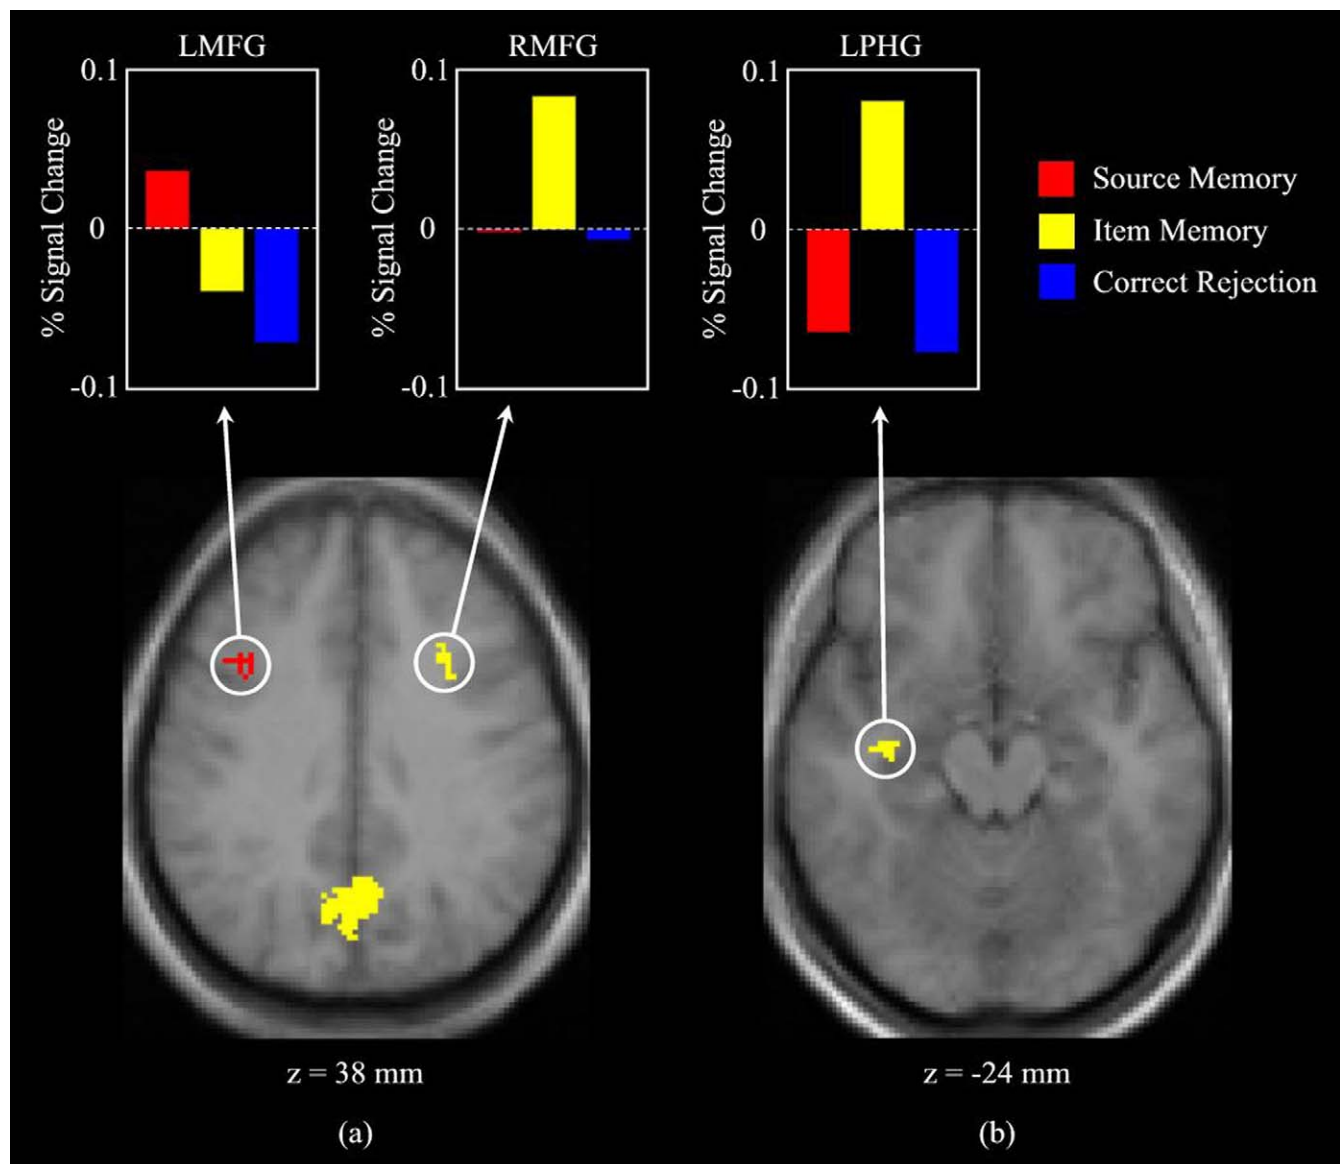 LMFG
RMFG
LPHG
0.1
0
-0.1
% Signal Change
0.1
0
-0.1
% Signal Change
0.1
0
-0.1
% Signal Change
Source Memory
Item Memory
Correct Rejection
z = 38 mm
z = -24 mm
(a)
(b)